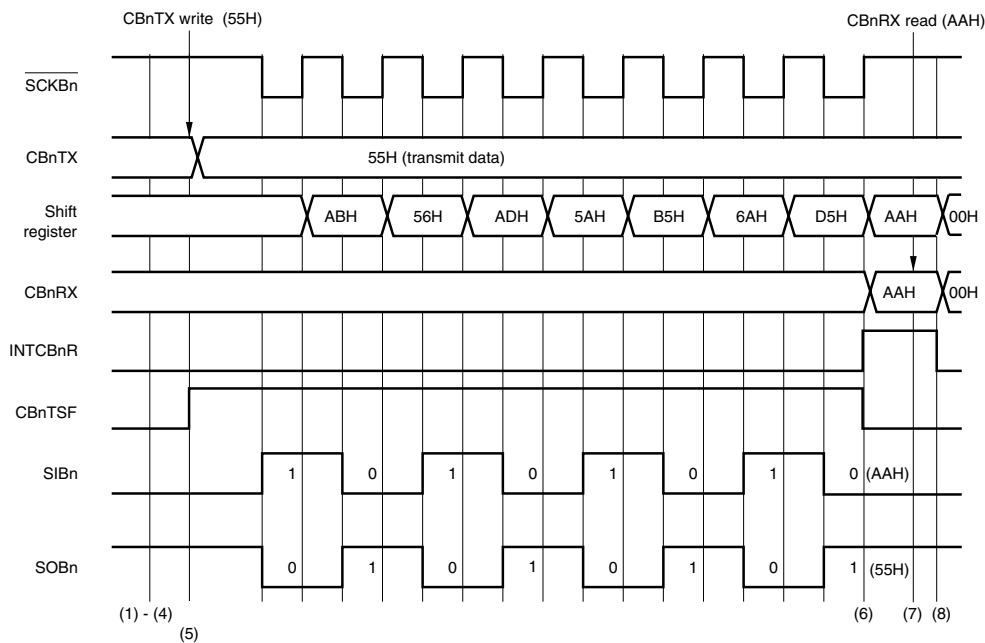 CBnTX write (55H)
CBnRX read (AAH)
SCKBn
CBnTX
55H (transmit data)
Shift
register
ABH 56H ADH 5AH B5H 6AH D5H AAH 00H
CBnRX
AAH 00H
INTCBnR
CBnTSF
SIBn
1 0 1 0 1 0 1 0 (AAH)
SOBn
0 1 0 1 0 1 0 1 (55H)
(1) - (4)
(5)
(6) (7) (8)